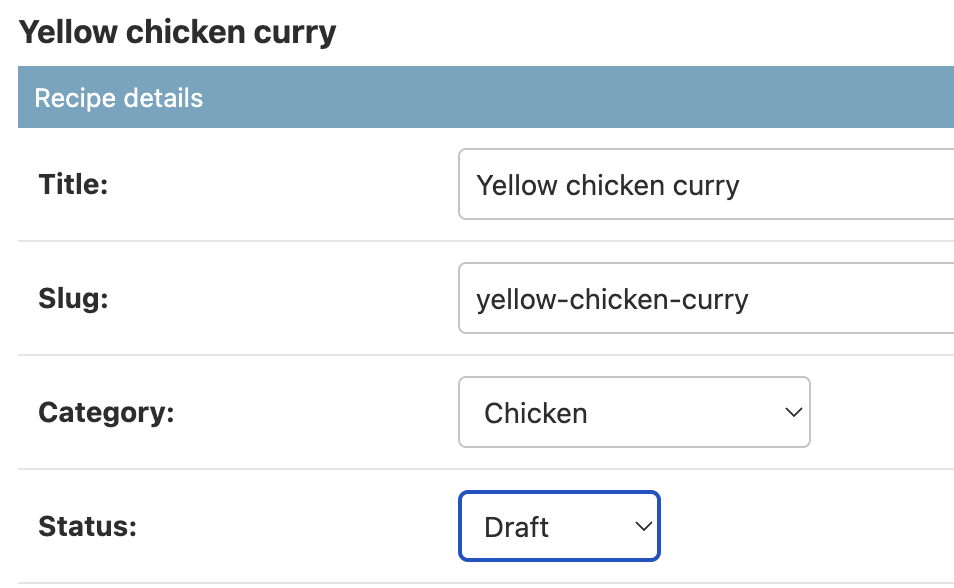 Yellow chicken curry
Recipe details
Title: Yellow chicken curry
Slug: yellow-chicken-curry
Category: Chicken
Status: Draft